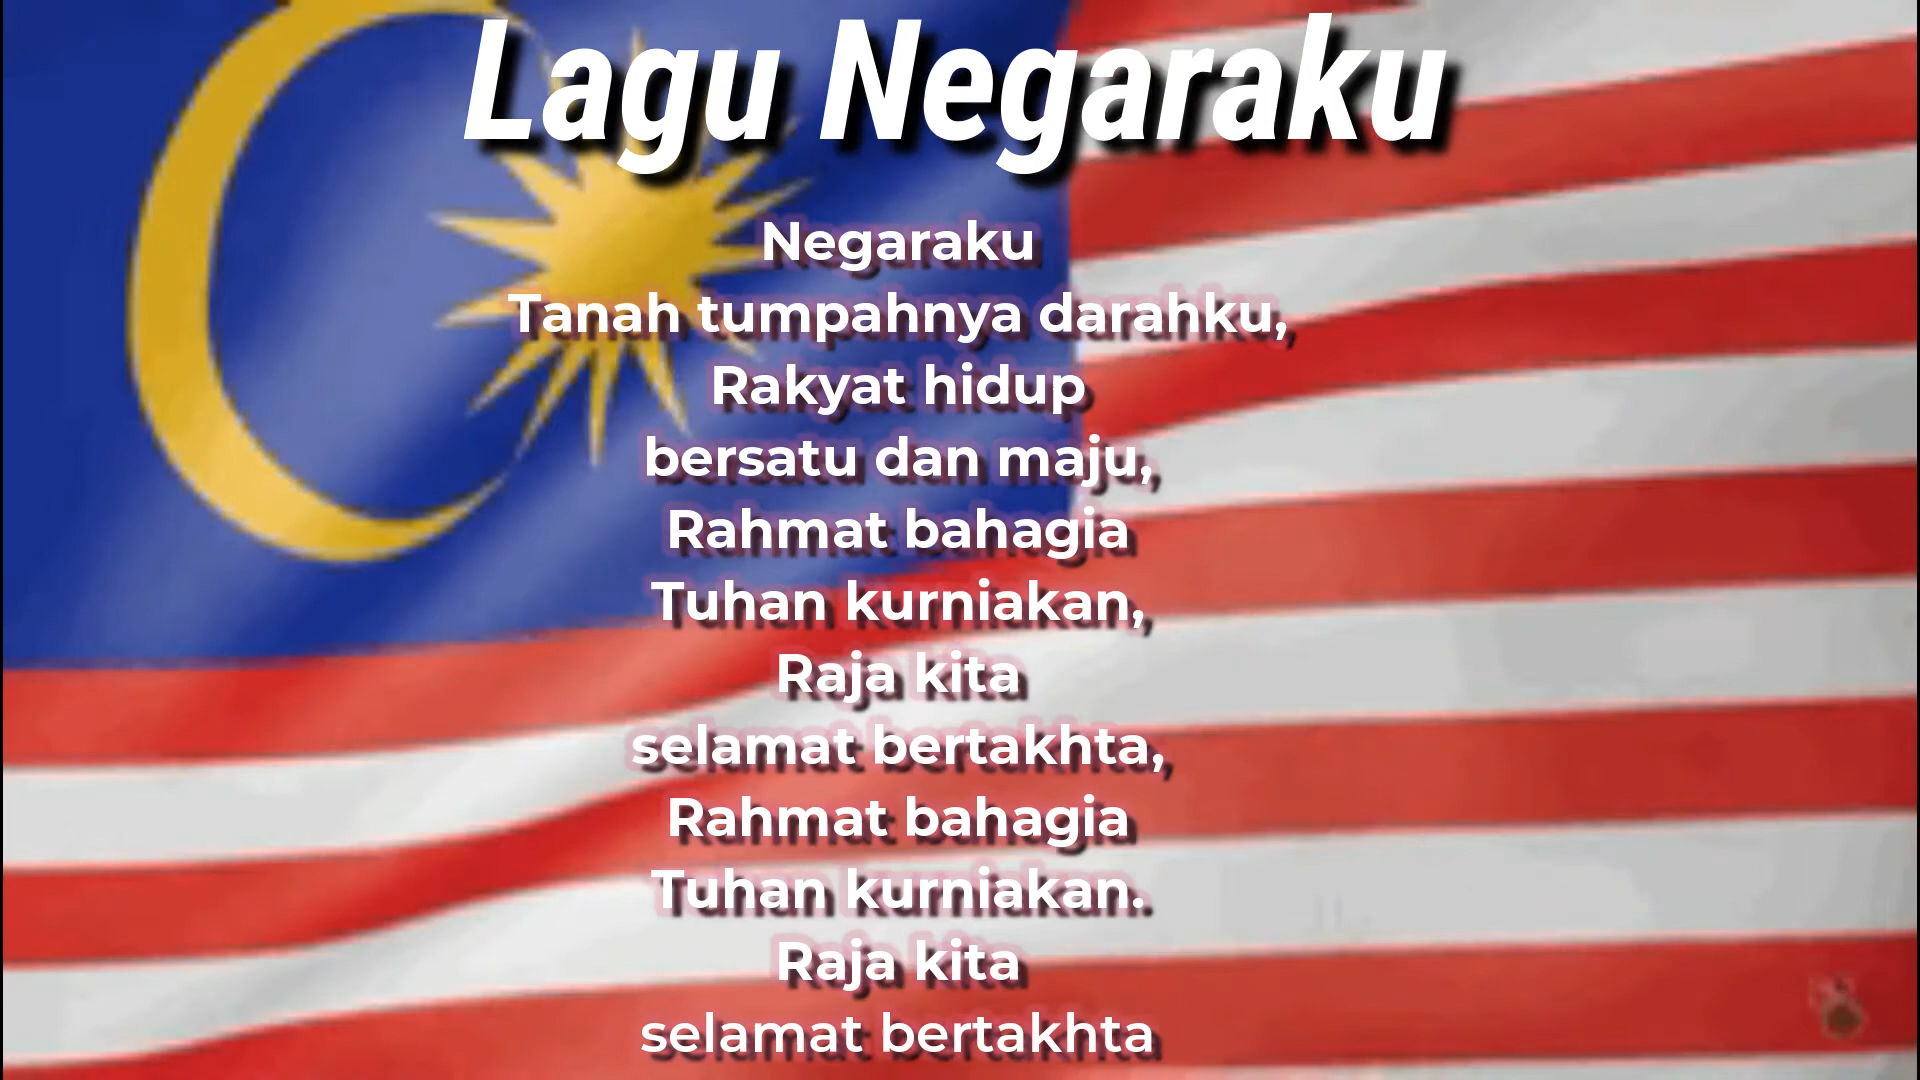 Lagu Negaraku
Negaraku
Tanah tumpahnya darahku,
Rakyat hidup
bersatu dan maju,
Rahmat bahagia
Tuhan kurniakan,
Raja kita
selamat bertakhta,
Rahmat bahagia
Tuhan kurniakan.
Raja kita
selamat bertakhta